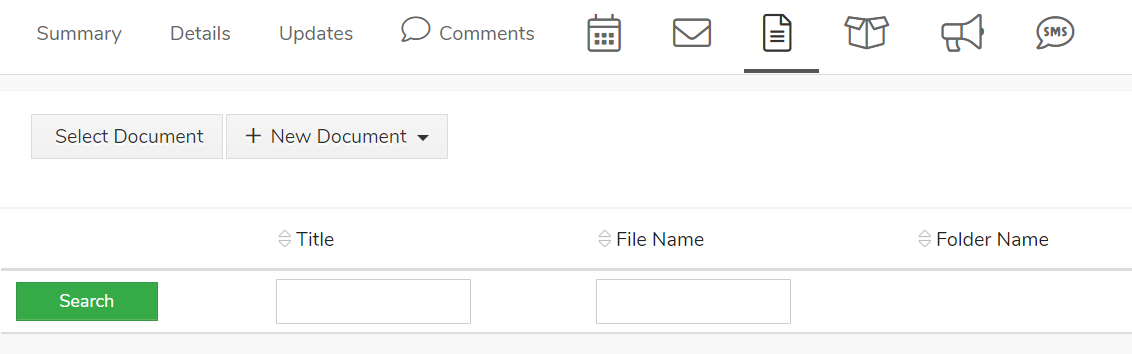 Summary Details Updates Comments SMS
Select Document + New Document
Title File Name Folder Name
Search